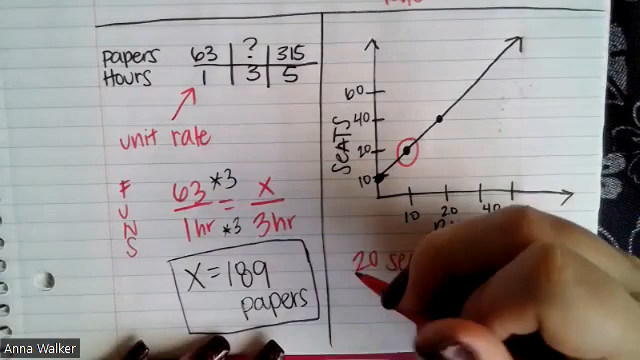 papers 63 ? 315
Hours 1 3 5
unit rate
FUNS
63 *3 = x
1hr *3 3hr
x = 189
papers
SEATS
60
40
20
10
10 20 40
20 se
Anna Walker